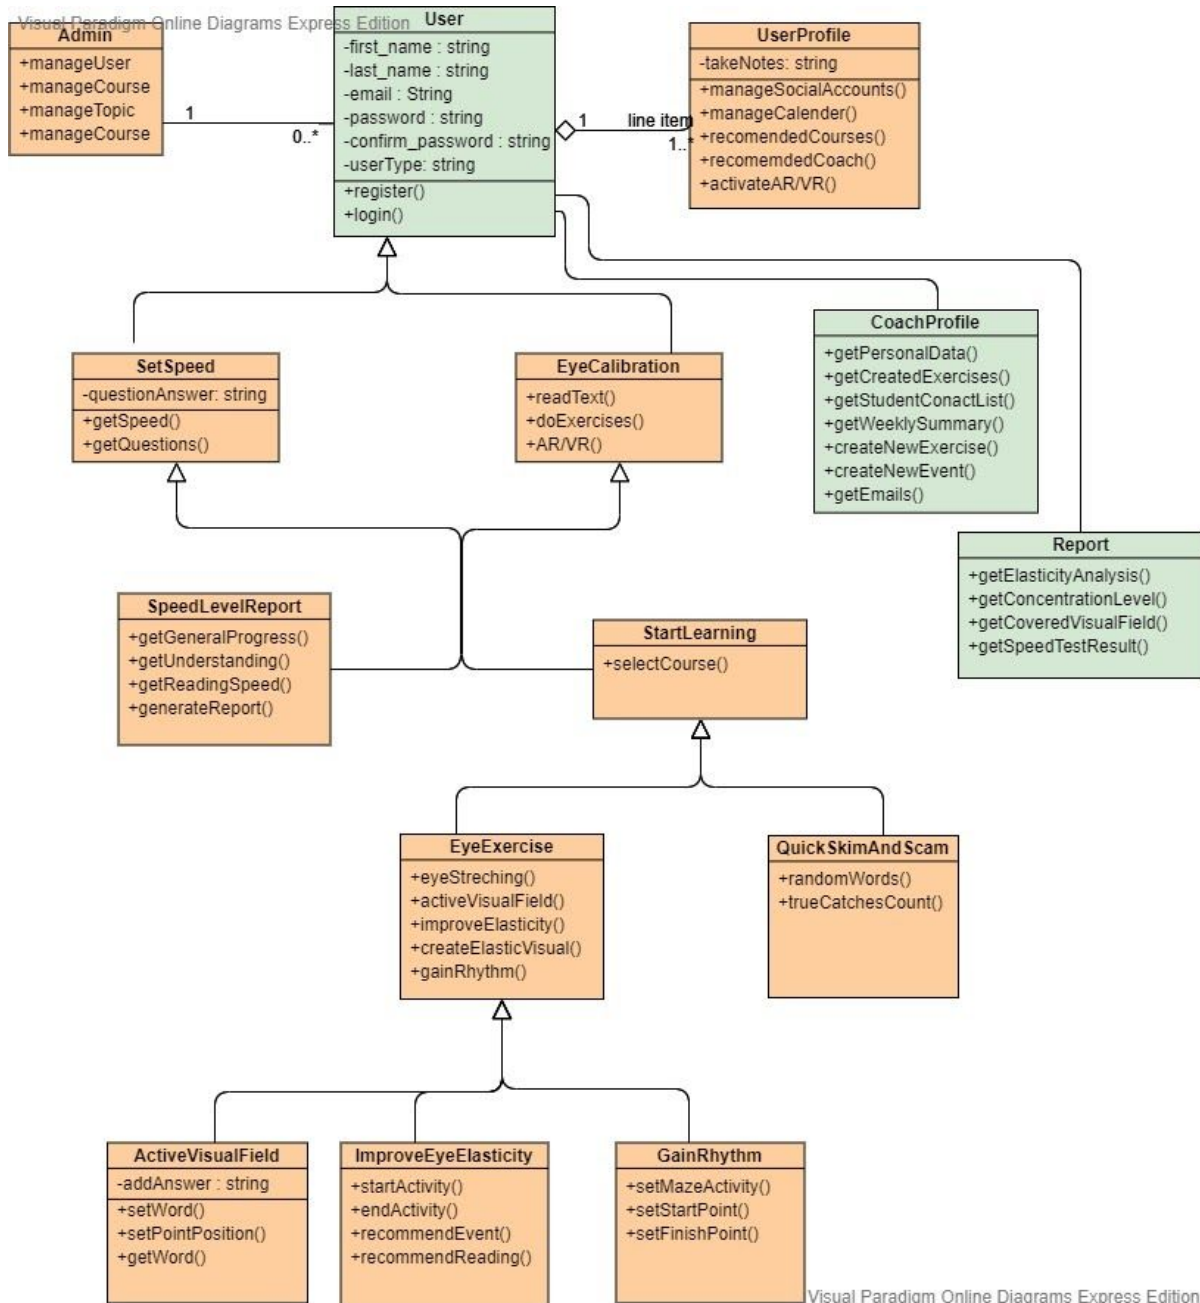 Visual Paradigm Online Diagrams Express Edition
Admin
+manageUser
+manageCourse
+manageTopic
+manageCourse
1
0..*
User
-first_name : string
-last_name : string
-email : String
-password : string
-confirm_password : string
-userType: string
+register()
+login()
1
line item
1..*
UserProfile
-takeNotes: string
+manageSocialAccounts()
+manageCalender()
+recomendedCourses()
+recomemdedCoach()
+activateAR/VR()
SetSpeed
-questionAnswer: string
+getSpeed()
+getQuestions()
EyeCalibration
+readText()
+doExercises()
+AR/VR()
CoachProfile
+getPersonalData()
+getCreatedExercises()
+getStudentConactList()
+getWeeklySummary()
+createNewExercise()
+createNewEvent()
+getEmails()
Report
+getElasticityAnalysis()
+getConcentrationLevel()
+getCoveredVisualField()
+getSpeedTestResult()
SpeedLevelReport
+getGeneralProgress()
+getUnderstanding()
+getReadingSpeed()
+generateReport()
StartLearning
+selectCourse()
EyeExercise
+eyeStreching()
+activeVisualField()
+improveElasticity()
+createElasticVisual()
+gainRhythm()
QuickSkimAndScam
+randomWords()
+trueCatchesCount()
ActiveVisualField
-addAnswer : string
+setWord()
+setPointPosition()
+getWord()
ImproveEyeElasticity
+startActivity()
+endActivity()
+recommendEvent()
+recommendReading()
GainRhythm
+setMazeActivity()
+setStartPoint()
+setFinishPoint()
Visual Paradigm Online Diagrams Express Edition